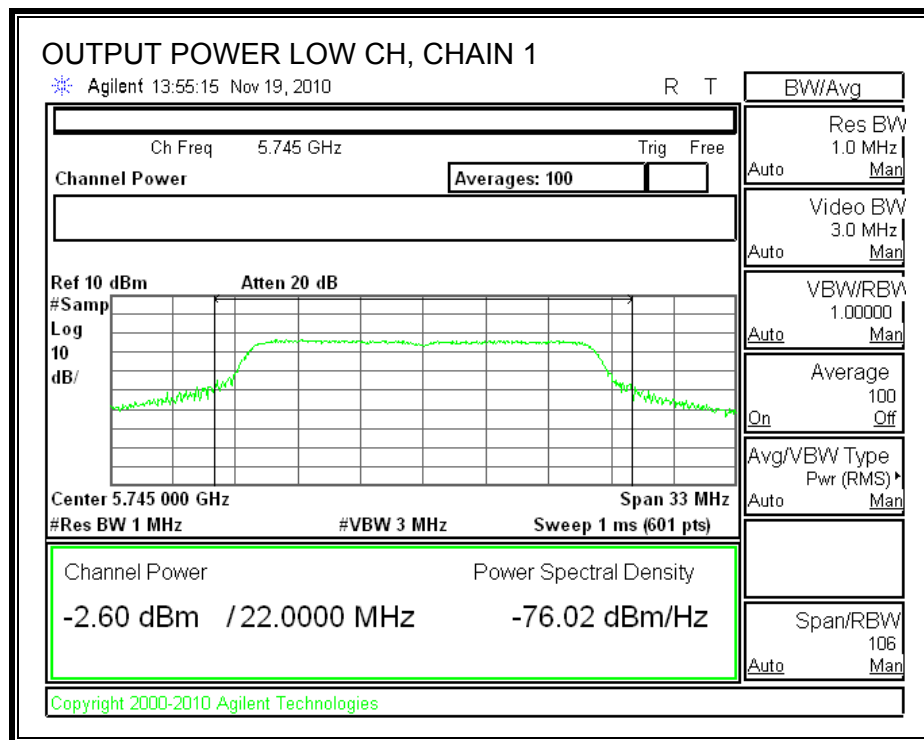 OUTPUT POWER LOW CH, CHAIN 1
Agilent 13:55:15 Nov 19, 2010 R T
Ch Freq 5.745 GHz Trig Free
Channel Power Averages: 100
Ref 10 dBm Atten 20 dB
#Samp
Log
10
dB/
Center 5.745 000 GHz Span 33 MHz
#Res BW 1 MHz #VBW 3 MHz Sweep 1 ms (601 pts)
Channel Power Power Spectral Density
-2.60 dBm / 22.0000 MHz -76.02 dBm/Hz
Copyright 2000-2010 Agilent Technologies
BW/Avg
Res BW
1.0 MHz
Auto Man
Video BW
3.0 MHz
Auto Man
VBW/RBW
1.00000
Auto Man
Average
100
On Off
Avg/VBW Type
Pwr (RMS)
Auto Man
Span/RBW
106
Auto Man